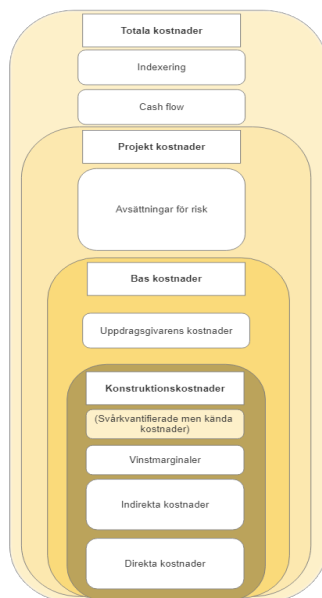 Totala kostnader
Indexering
Cash flow
Projekt kostnader
Avsättningar för risk
Bas kostnader
Uppdragsgivarens kostnader
Konstruktionskostnader
(Svårkvantifierade men kända
kostnader)
Vinstmarginaler
Indirekta kostnader
Direkta kostnader